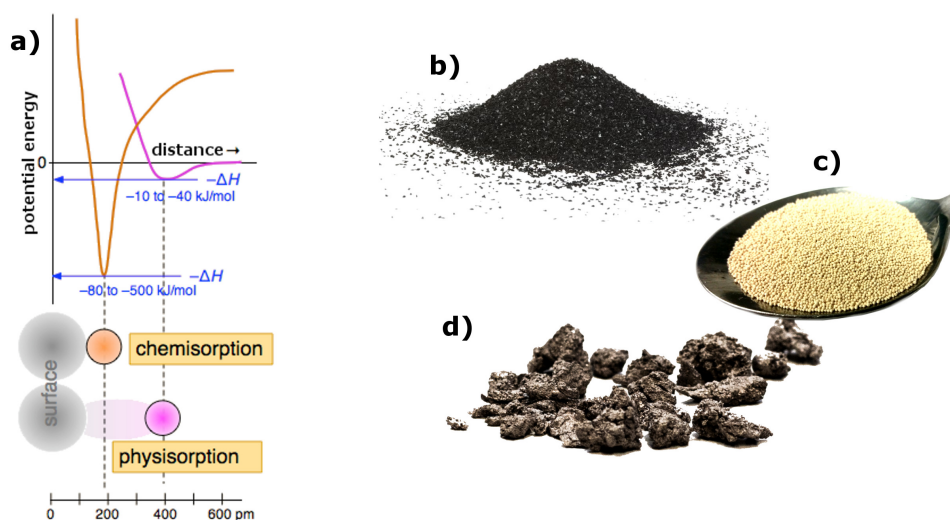 a)
potential energy
0
distance →
–ΔH
–10 to –40 kJ/mol
–ΔH
–80 to –500 kJ/mol
surface
chemisorption
physisorption
0 200 400 600 pm
b)
c)
d)